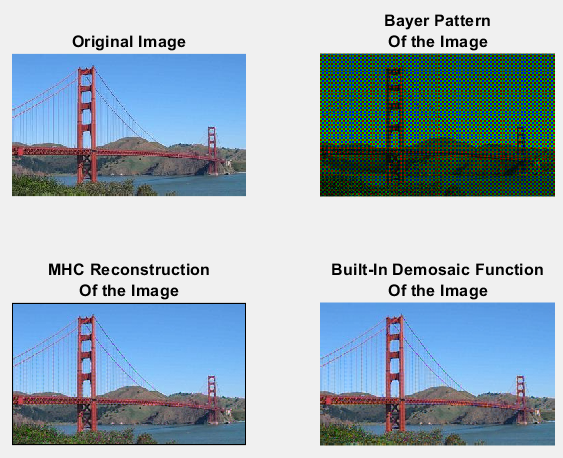 Original Image
Bayer Pattern
Of the Image
MHC Reconstruction
Of the Image
Built-In Demosaic Function
Of the Image